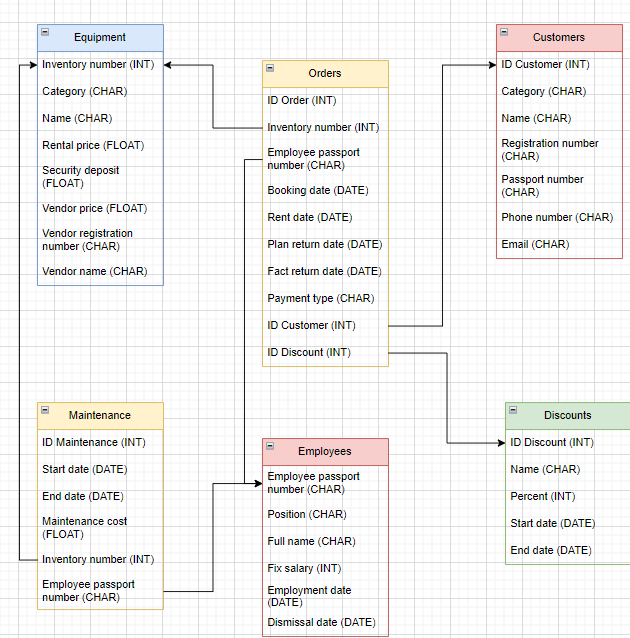 Equipment
Inventory number (INT)
Category (CHAR)
Name (CHAR)
Rental price (FLOAT)
Security deposit
(FLOAT)
Vendor price (FLOAT)
Vendor registration
number (CHAR)
Vendor name (CHAR)
Orders
ID Order (INT)
Inventory number (INT)
Employee passport
number (CHAR)
Booking date (DATE)
Rent date (DATE)
Plan return date (DATE)
Fact return date (DATE)
Payment type (CHAR)
ID Customer (INT)
ID Discount (INT)
Customers
ID Customer (INT)
Category (CHAR)
Name (CHAR)
Registration number
(CHAR)
Passport number
(CHAR)
Phone number (CHAR)
Email (CHAR)
Maintenance
ID Maintenance (INT)
Start date (DATE)
End date (DATE)
Maintenance cost
(FLOAT)
Inventory number (INT)
Employee passport
number (CHAR)
Employees
Employee passport
number (CHAR)
Position (CHAR)
Full name (CHAR)
Fix salary (INT)
Employment date
(DATE)
Dismissal date (DATE)
Discounts
ID Discount (INT)
Name (CHAR)
Percent (INT)
Start date (DATE)
End date (DATE)